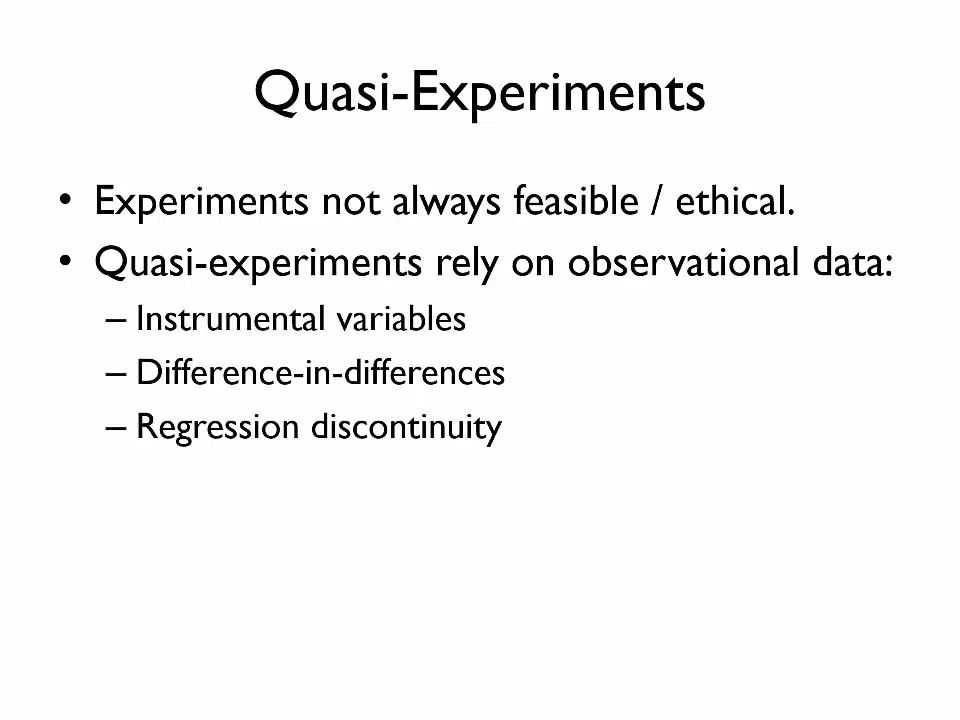 Quasi-Experiments
• Experiments not always feasible / ethical.
• Quasi-experiments rely on observational data:
– Instrumental variables
– Difference-in-differences
– Regression discontinuity